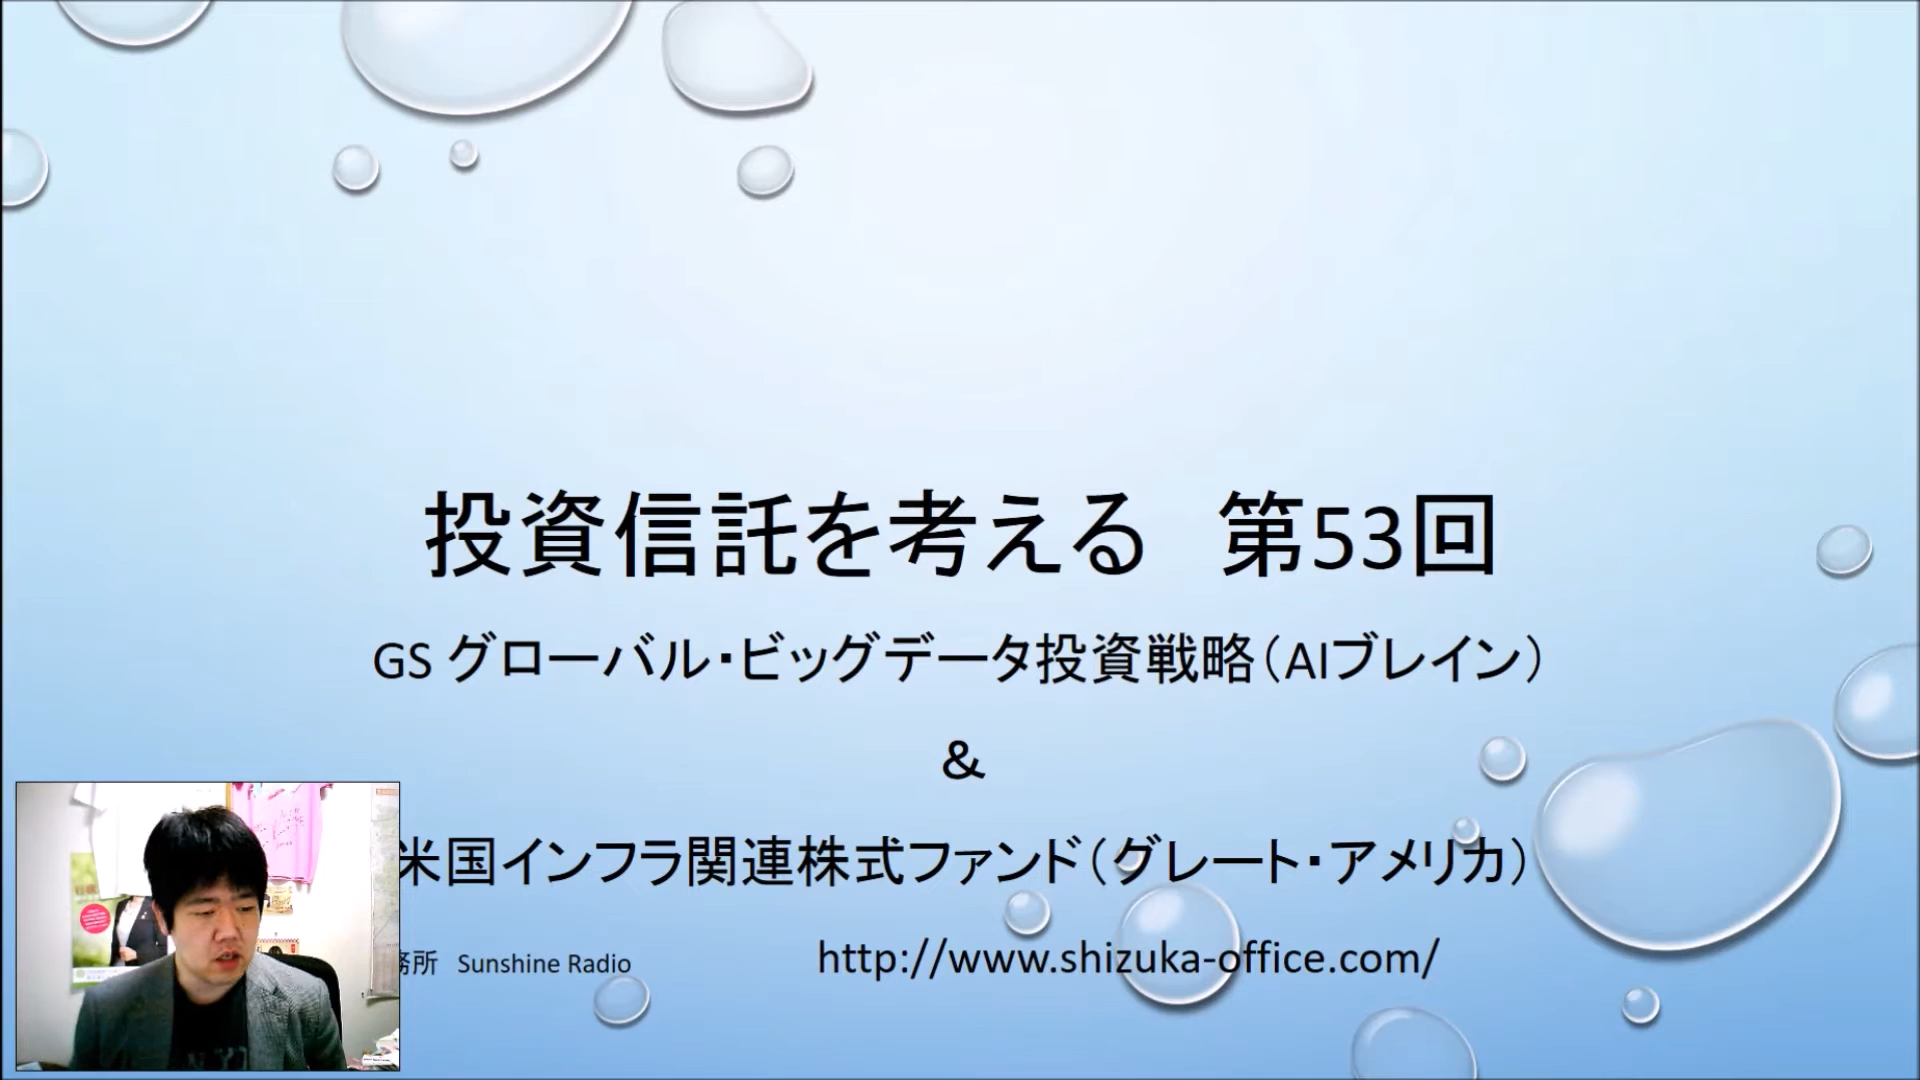 投資信託を考える　第53回
GS グローバル・ビッグデータ投資戦略（AIブレイン）
&
米国インフラ関連株式ファンド（グレート・アメリカ）
務所 Sunshine Radio
http://www.shizuka-office.com/